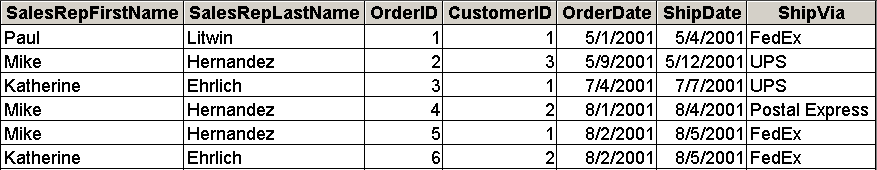 SalesRepFirstName SalesRepLastName OrderID CustomerID OrderDate ShipDate ShipVia
Paul Litwin 1 1 5/1/2001 5/4/2001 FedEx
Mike Hernandez 2 3 5/9/2001 5/12/2001 UPS
Katherine Ehrlich 3 1 7/4/2001 7/7/2001 UPS
Mike Hernandez 4 2 8/1/2001 8/4/2001 Postal Express
Mike Hernandez 5 1 8/2/2001 8/5/2001 FedEx
Katherine Ehrlich 6 2 8/2/2001 8/5/2001 FedEx